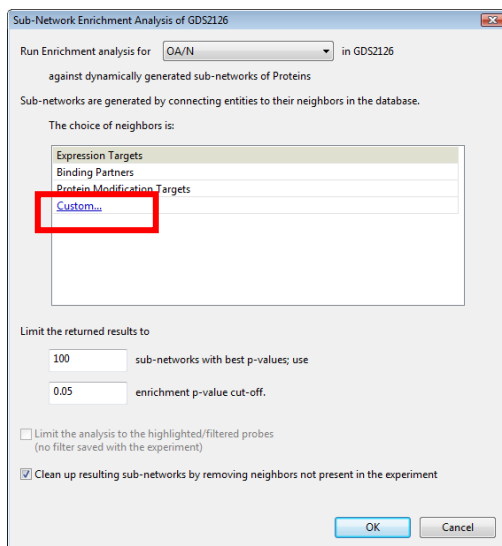 Sub-Network Enrichment Analysis of GDS2126
Run Enrichment analysis for OA/N in GDS2126
against dynamically generated sub-networks of Proteins
Sub-networks are generated by connecting entities to their neighbors in the database.
The choice of neighbors is:
Expression Targets
Binding Partners
Protein Modification Targets
Custom...
Limit the returned results to
100 sub-networks with best p-values; use
0.05 enrichment p-value cut-off.
Limit the analysis to the highlighted/filtered probes
(no filter saved with the experiment)
Clean up resulting sub-networks by removing neighbors not present in the experiment
OK Cancel